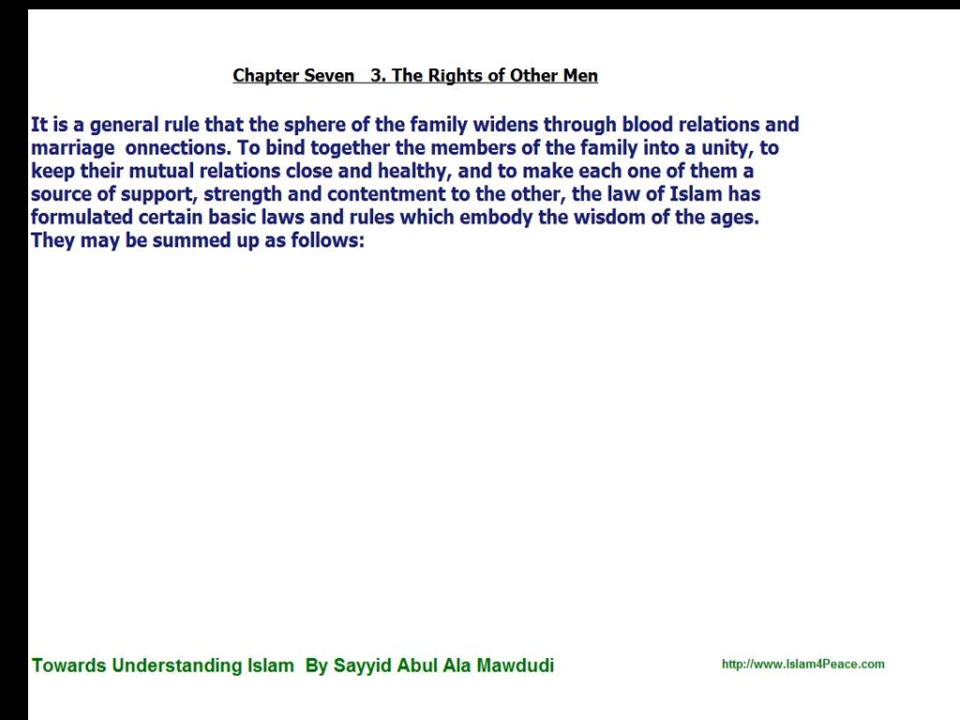 Chapter Seven   3. The Rights of Other Men
It is a general rule that the sphere of the family widens through blood relations and
marriage  onnections. To bind together the members of the family into a unity, to
keep their mutual relations close and healthy, and to make each one of them a
source of support, strength and contentment to the other, the law of Islam has
formulated certain basic laws and rules which embody the wisdom of the ages.
They may be summed up as follows:
Towards Understanding Islam  By Sayyid Abul Ala Mawdudi
http://www.Islam4Peace.com